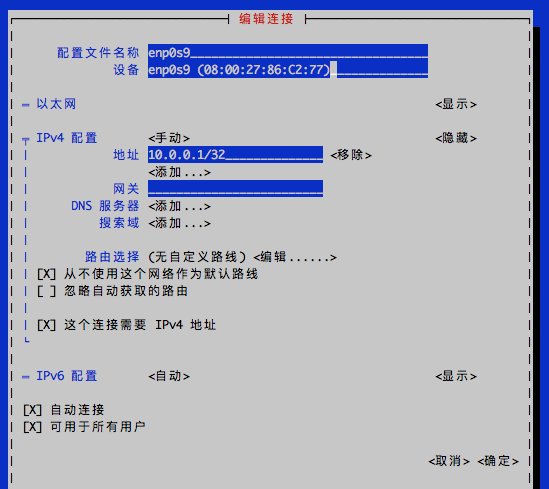 编辑连接
配置文件名称 enp0s9
设备 enp0s9 (08:00:27:86:C2:77)
═ 以太网 <显示>
╤ IPv4 配置 <手动> <隐藏>
地址 10.0.0.1/32 <移除>
<添加...>
网关
DNS 服务器 <添加...>
搜索域 <添加...>
路由选择 (无自定义路线) <编辑......>
[X] 从不使用这个网络作为默认路线
[ ] 忽略自动获取的路由
[X] 这个连接需要 IPv4 地址
═ IPv6 配置 <自动> <显示>
[X] 自动连接
[X] 可用于所有用户
<取消> <确定>